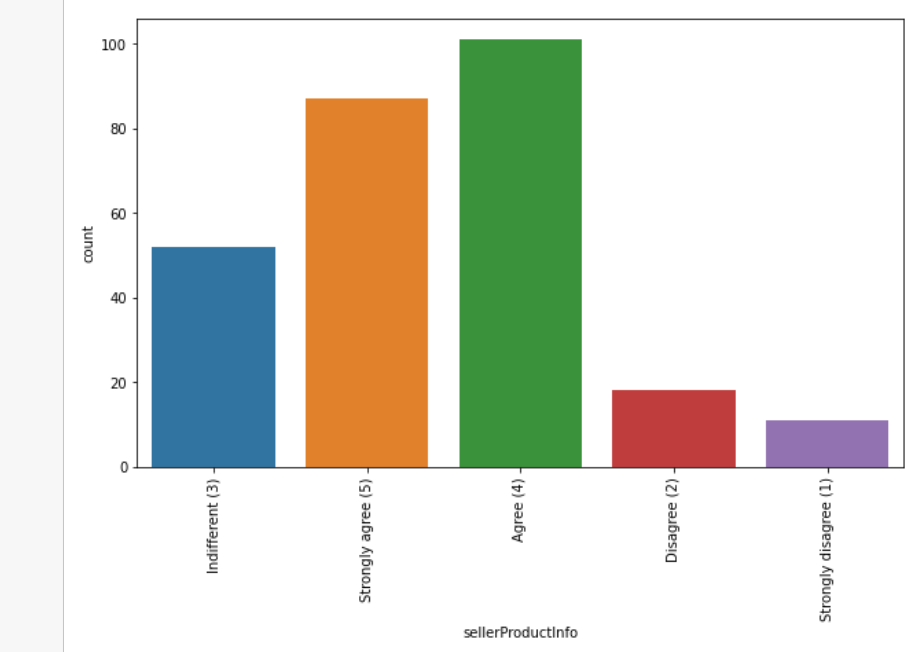 100
80
60
40
20
0
count
Indifferent (3)
Strongly agree (5)
Agree (4)
Disagree (2)
Strongly disagree (1)
sellerProductInfo